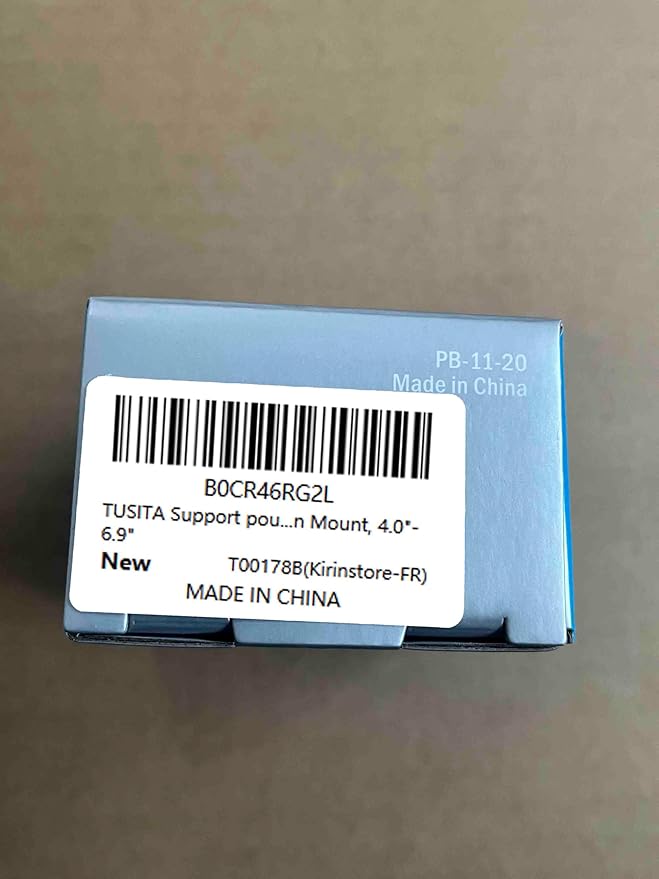 PB-11-20
Made in China
B0CR46RG2L
TUSITA Support pou...n Mount, 4.0"-
6.9"
New T00178B(Kirinstore-FR)
MADE IN CHINA